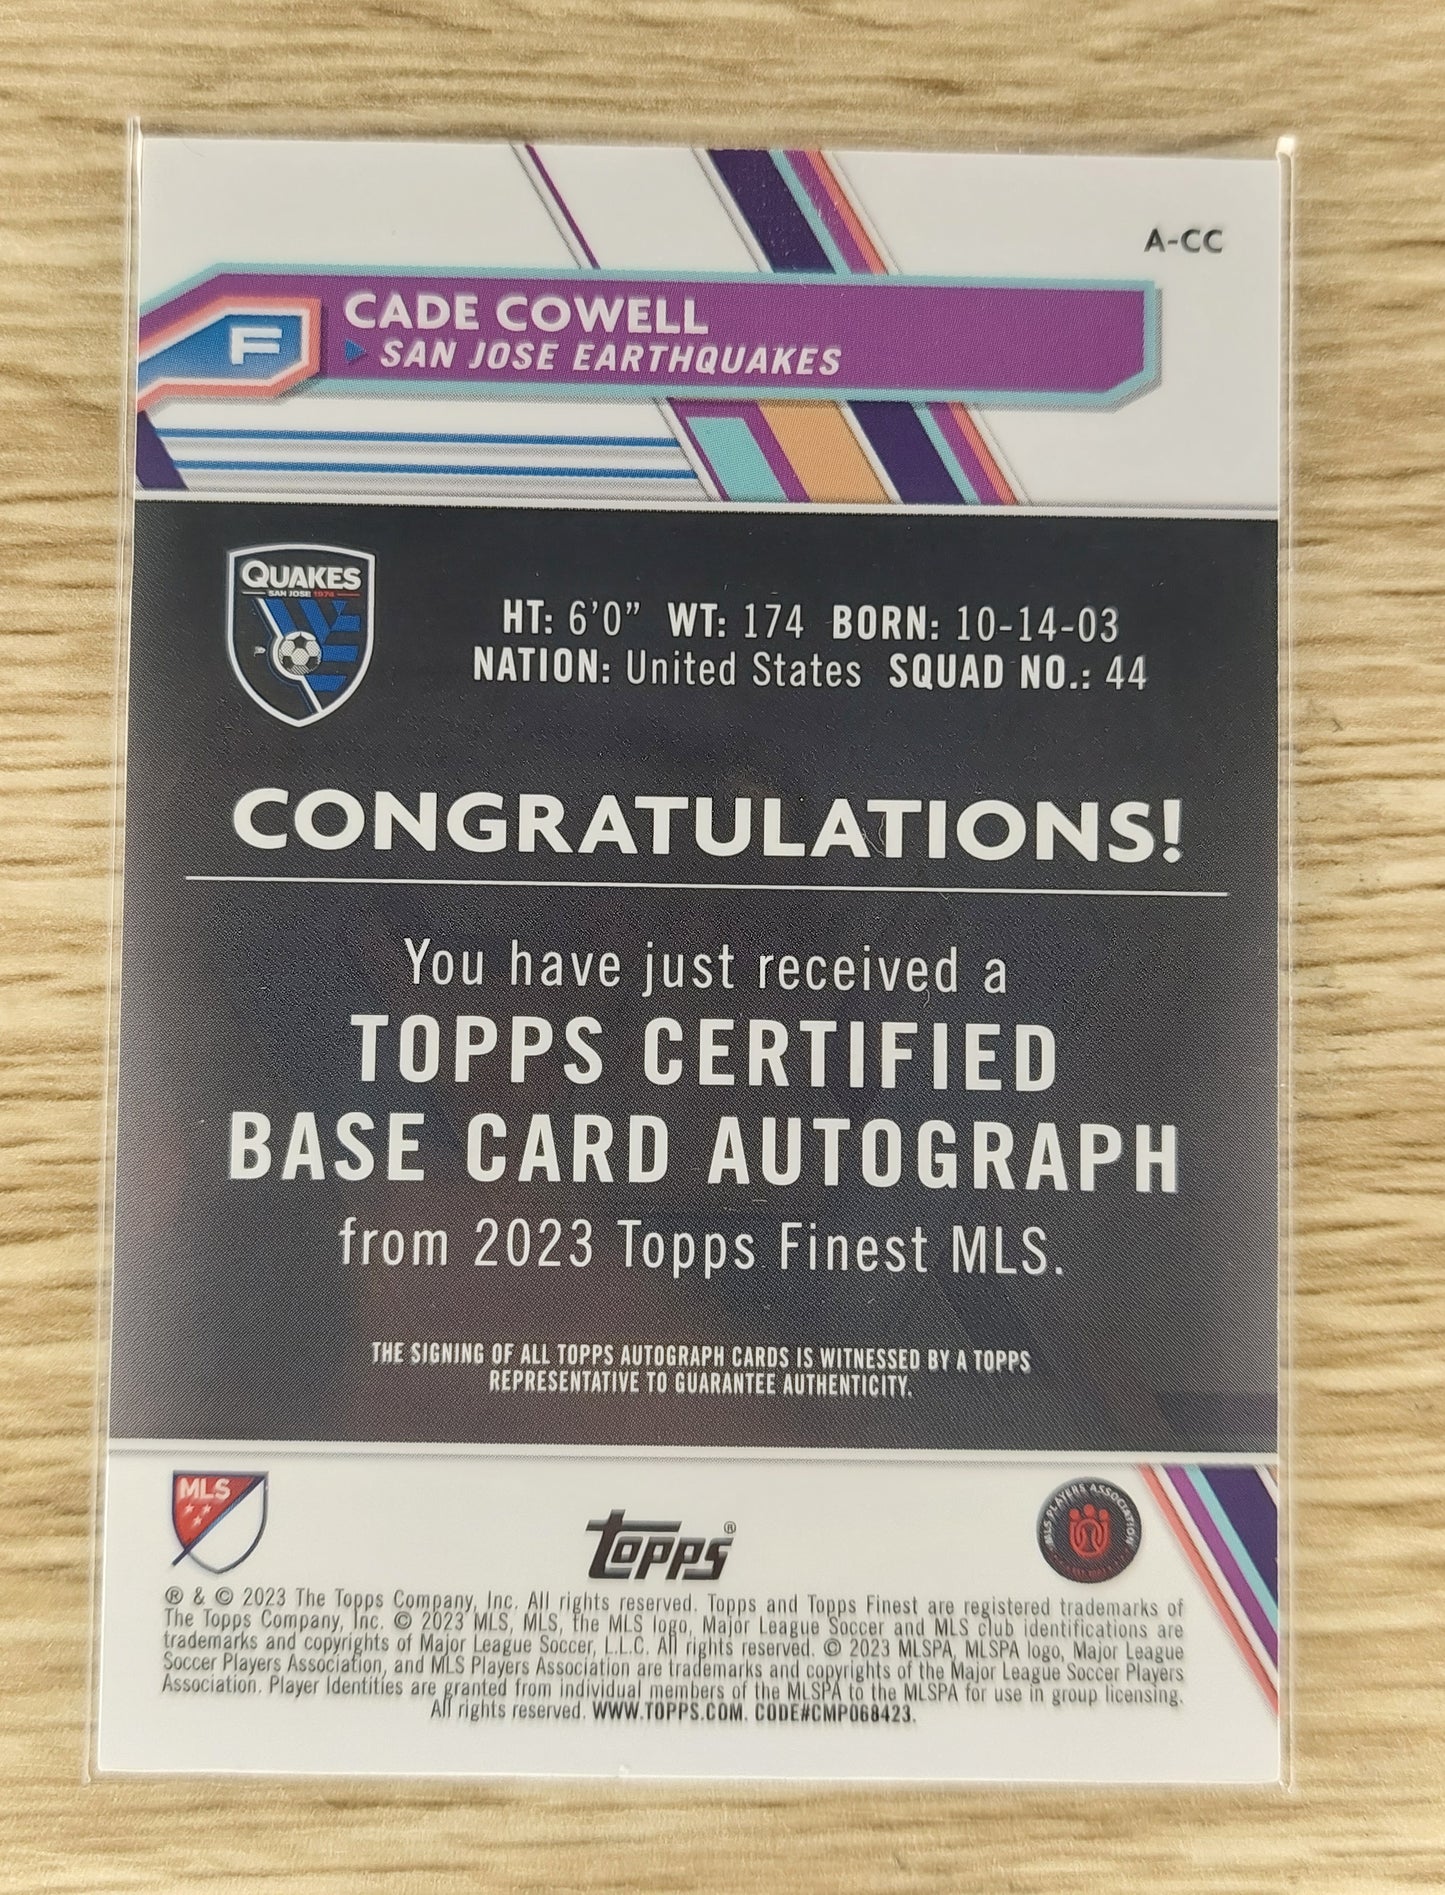 A-CC
F
CADE COWELL
SAN JOSE EARTHQUAKES
QUAKES
SAN JOSE 1974
HT: 6'0" WT: 174 BORN: 10-14-03
NATION: United States SQUAD NO.: 44
CONGRATULATIONS!
You have just received a
TOPPS CERTIFIED
BASE CARD AUTOGRAPH
from 2023 Topps Finest MLS.
THE SIGNING OF ALL TOPPS AUTOGRAPH CARDS IS WITNESSED BY A TOPPS
REPRESENTATIVE TO GUARANTEE AUTHENTICITY.
MLS
topps®
MLS PLAYERS ASSOCIATION
® & © 2023 The Topps Company, Inc. All rights reserved. Topps and Topps Finest are registered trademarks of
The Topps Company, Inc. © 2023 MLS, MLS, the MLS logo, Major League Soccer and MLS club identifications are
trademarks and copyrights of Major League Soccer, L.L.C. All rights reserved. © 2023 MLSPA, MLSPA logo, Major League
Soccer Players Association, and MLS Players Association are trademarks and copyrights of the Major League Soccer Players
Association. Player Identities are granted from individual members of the MLSPA to the MLSPA for use in group licensing.
All rights reserved. WWW.TOPPS.COM. CODE#CMP068423.